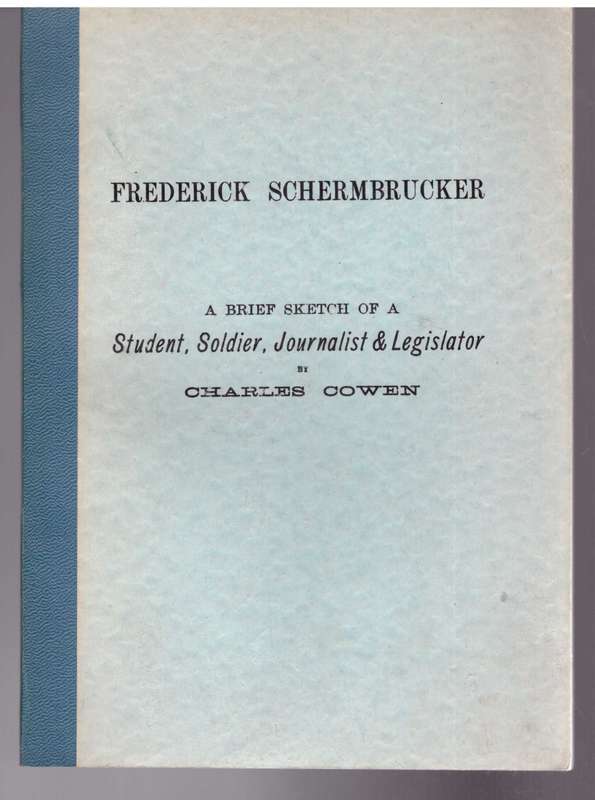 FREDERICK SCHERMBRUCKER
A BRIEF SKETCH OF A
Student, Soldier, Journalist & Legislator
BY
CHARLES COWEN